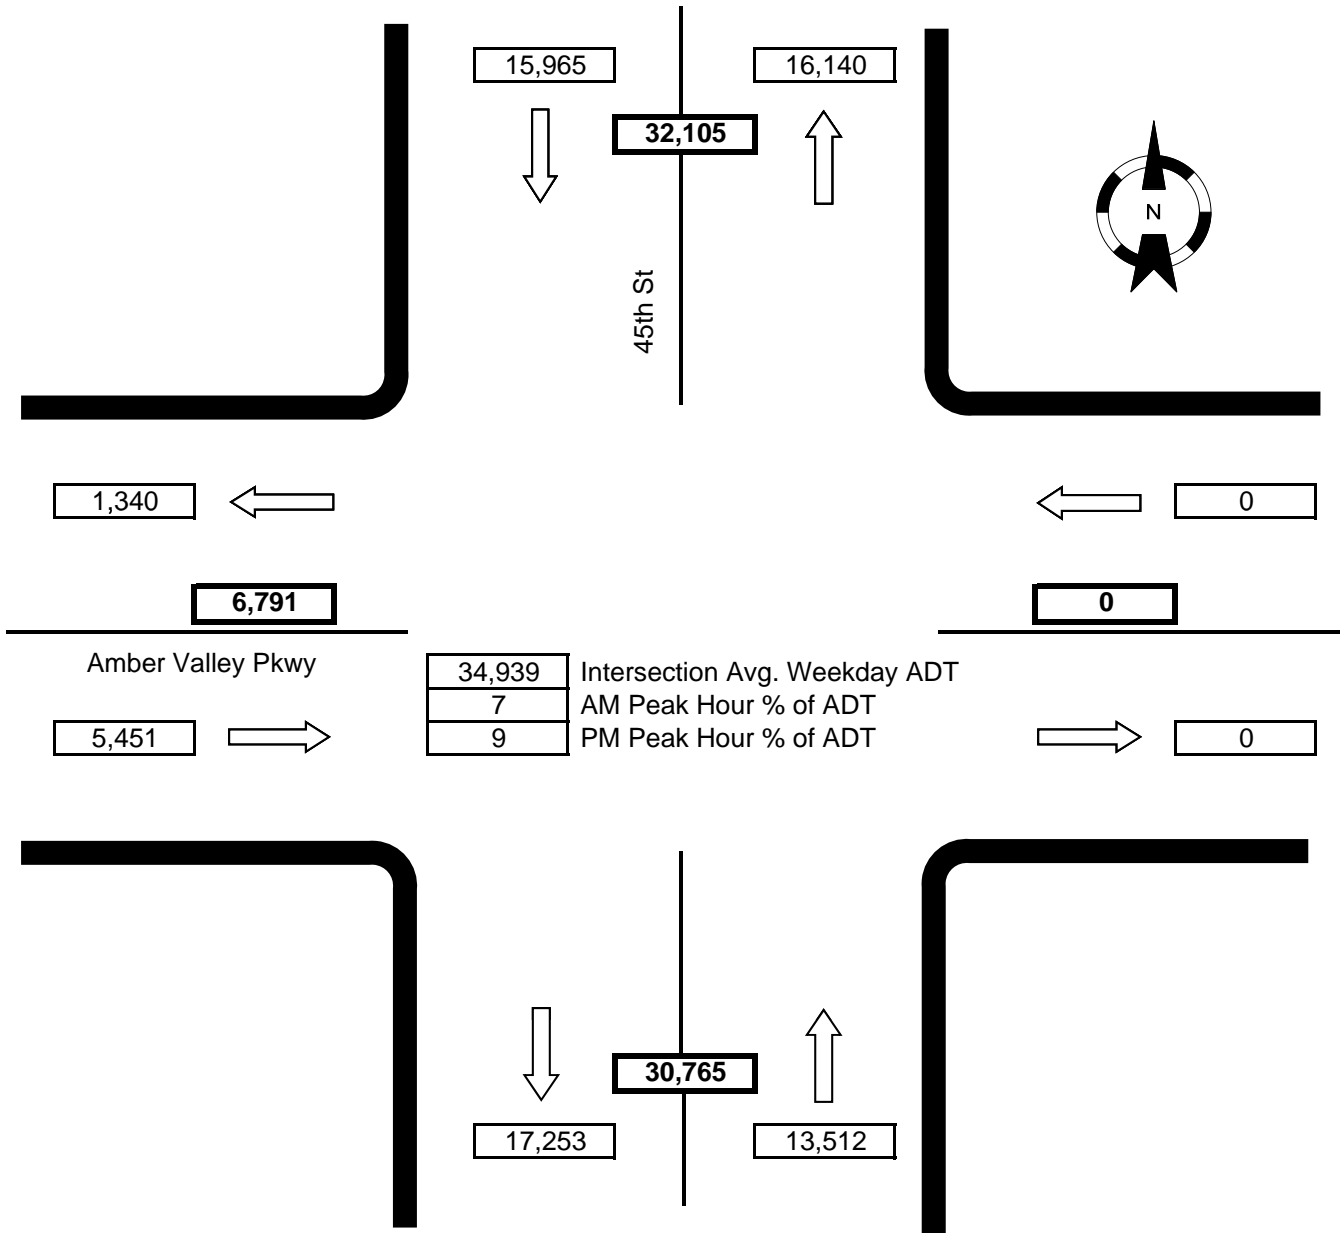 15,965
16,140
32,105
N
45th St
1,340
0
6,791
0
Amber Valley Pkwy
34,939 Intersection Avg. Weekday ADT
7 AM Peak Hour % of ADT
9 PM Peak Hour % of ADT
5,451
0
30,765
17,253
13,512